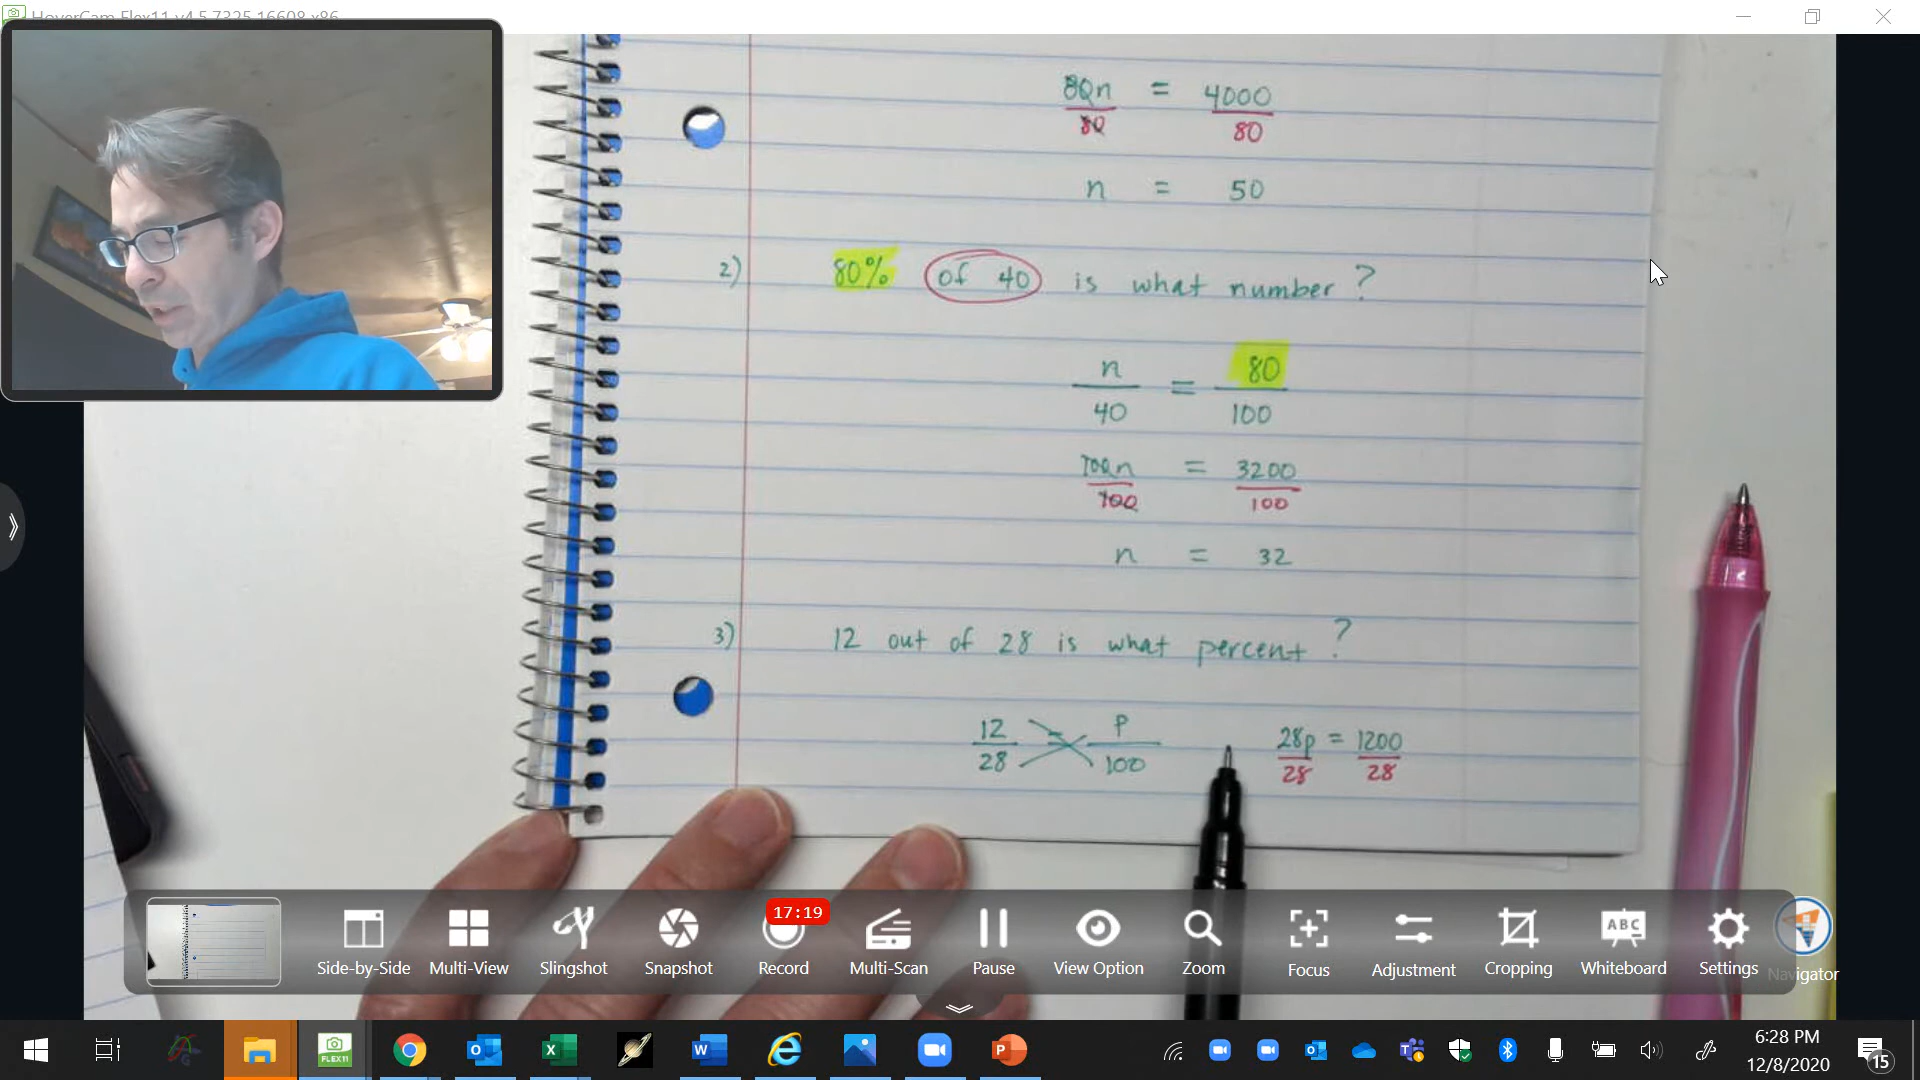 HoverCam Flex11 v4.5.7325.16608 x86
80n = 4000
80 80
n = 50
2) 80% of 40 is what number?
n = 80
40 100
100n = 3200
100 100
n = 32
3) 12 out of 28 is what percent?
12 = p 28p = 1200
28 100 28 28
17:19
Side-by-Side Multi-View Slingshot Snapshot Record Multi-Scan Pause View Option Zoom Focus Adjustment Cropping ABC Whiteboard Settings Navigator
FLEX11
6:28 PM
12/8/2020
15